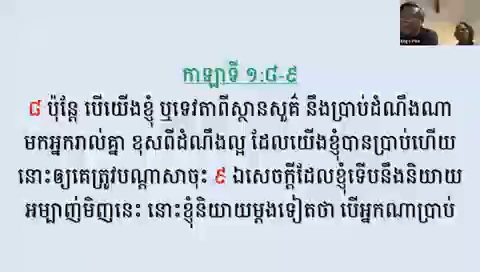 កាឡាទី ១:៨-៩
៨ ប៉ុន្តែ បើយើងខ្ញុំ ឬទេវតាពីស្ថានសួគ៌ នឹងប្រាប់ដំណឹងណា
មកអ្នករាល់គ្នា ខុសពីដំណឹងល្អ ដែលយើងខ្ញុំបានប្រាប់ហើយ
នោះឲ្យគេត្រូវបណ្តាសាចុះ ៩ ឯសេចក្ដីដែលខ្ញុំទើបនឹងនិយាយ
អម្បាញ់មិញនេះ នោះខ្ញុំនិយាយម្តងទៀតថា បើអ្នកណាប្រាប់